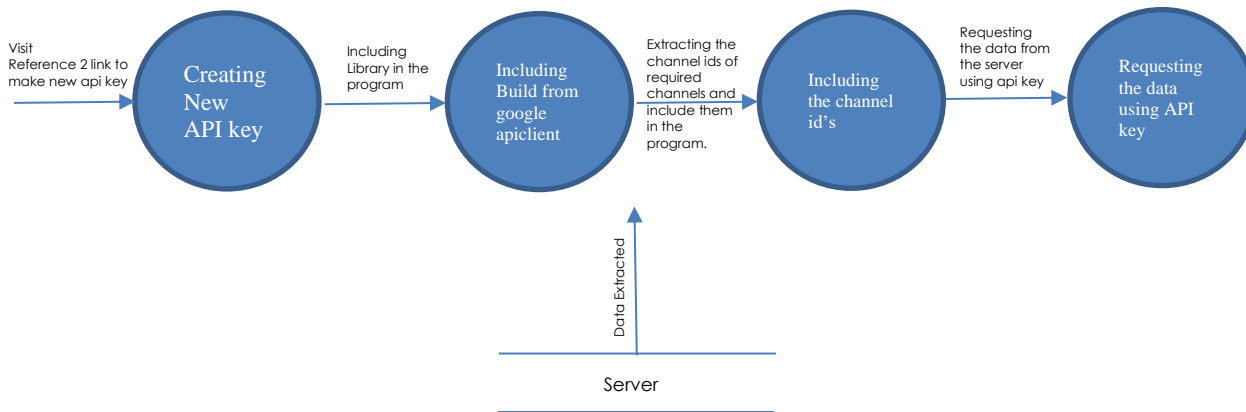 Visit
Reference 2 link to
make new api key
Creating
New
API key
Including
Library in the
program
Including
Build from
google
apiclient
Extracting the
channel ids of
required
channels and
include them
in the
program.
Including
the channel
id's
Requesting
the data from
the server
using api key
Requesting
the data
using API
key
Data Extracted
Server